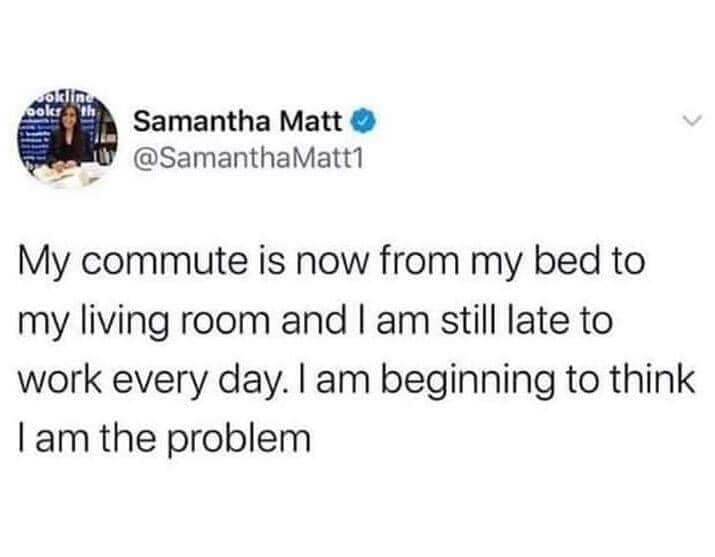 ookline
Samantha Matt
@SamanthaMatt1
My commute is now from my bed to
my living room and I am still late to
work every day. I am beginning to think
I am the problem